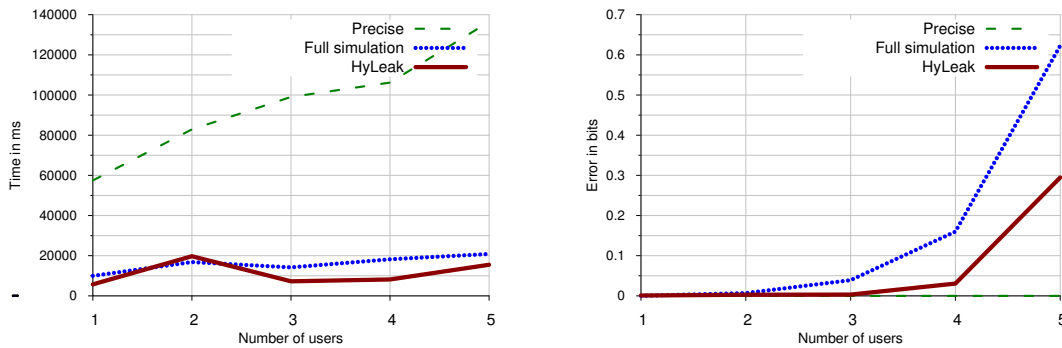 140000
120000
100000
80000
60000
40000
20000
0
Time in ms
1 2 3 4 5
Number of users
Precise
Full simulation
HyLeak
0.7
0.6
0.5
0.4
0.3
0.2
0.1
0
Error in bits
1 2 3 4 5
Number of users
Precise
Full simulation
HyLeak